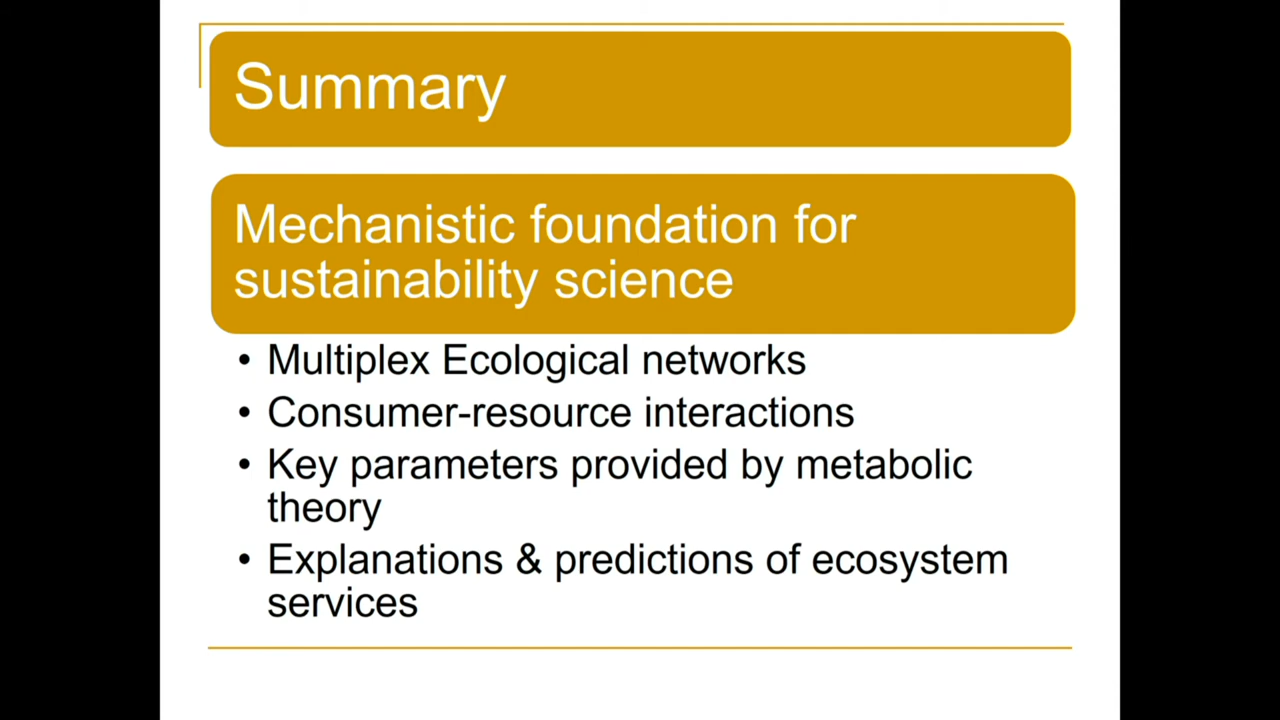 Summary
Mechanistic foundation for
sustainability science
• Multiplex Ecological networks
• Consumer-resource interactions
• Key parameters provided by metabolic
theory
• Explanations & predictions of ecosystem
services